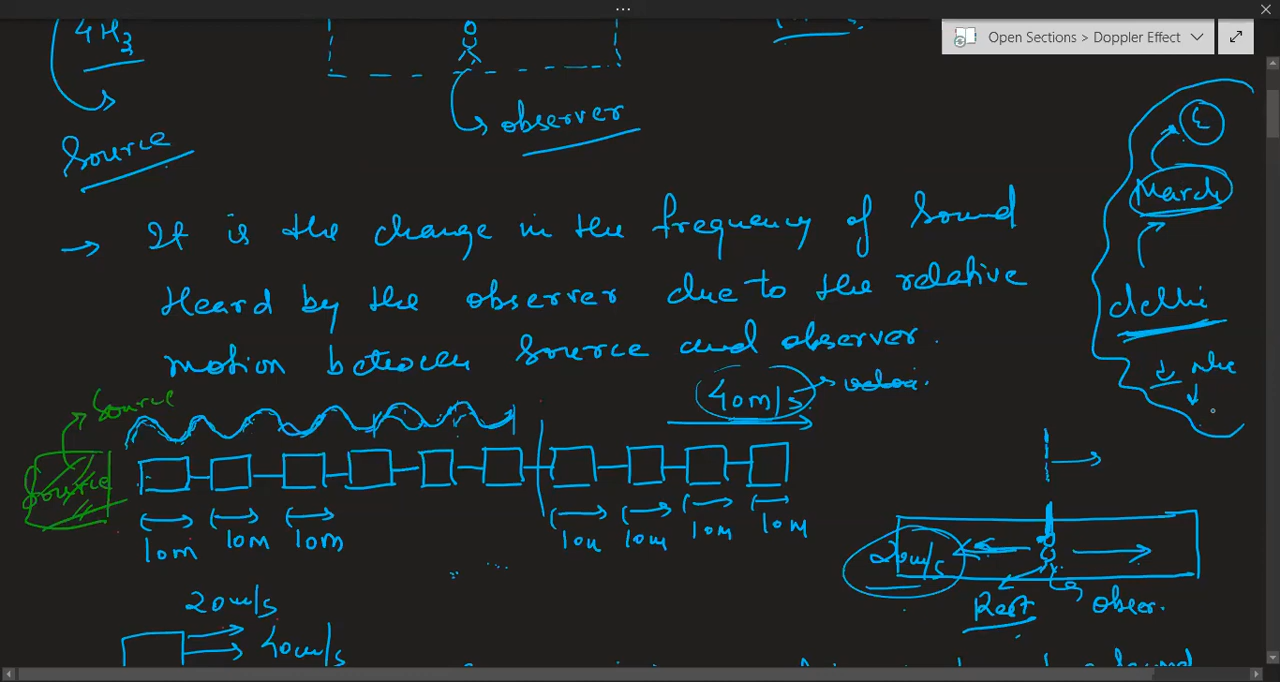 Open Sections > Doppler Effect
4H3
observer
Source
→ It is the change in the frequency of Sound
Heard by the observer due to the relative
motion between source and observer.
March
delhi
Source
40m/s
Source
10m 10m 10m 10m 10m 10m 10m
20m/s
Rest
Obser.
20m/s
40m/s